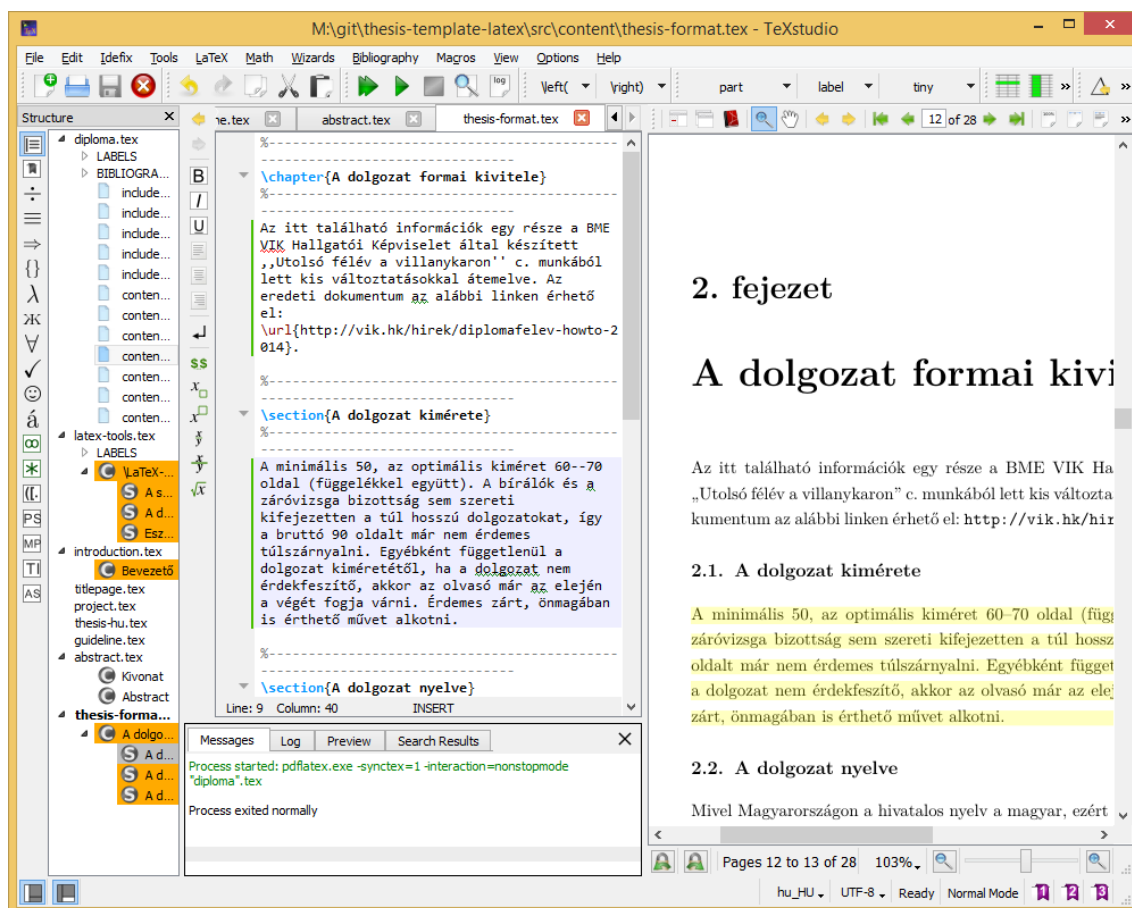 M:\git\thesis-template-latex\src\content\thesis-format.tex - TeXstudio
File Edit Idefix Tools LaTeX Math Wizards Bibliography Macros View Options Help
log \left( \right) part label tiny »
Structure
ne.tex abstract.tex thesis-format.tex
12 of 28 »
diploma.tex
LABELS
BIBLIOGRA...
include...
include...
include...
include...
include...
conten...
conten...
conten...
conten...
conten...
conten...
conten...
latex-tools.tex
LABELS
\LaTeX-...
A s...
A d...
Esz...
introduction.tex
Bevezető
titlepage.tex
project.tex
thesis-hu.tex
guideline.tex
abstract.tex
Kivonat
Abstract
thesis-forma...
A dolgo...
A d...
A d...
A d...
PS
MP
TI
AS
B
I
U
$$
%------------------------------------------
------------------------------
\chapter{A dolgozat formai kivitele}
%------------------------------------------
------------------------------
Az itt található információk egy része a BME
VIK Hallgatói Képviselet által készített
,,Utolsó félév a villanykaron'' c. munkából
lett kis változtatásokkal átemelve. Az
eredeti dokumentum az alábbi linken érhető
el:
\url{http://vik.hk/hirek/diplomafelev-howto-2
014}.
%------------------------------------------
------------------------------
\section{A dolgozat kimérete}
%------------------------------------------
------------------------------
A minimális 50, az optimális kiméret 60--70
oldal (függelékkel együtt). A bírálók és a
záróvizsga bizottság sem szereti
kifejezetten a túl hosszú dolgozatokat, így
a bruttó 90 oldalt már nem érdemes
túlszárnyalni. Egyébként függetlenül a
dolgozat kiméretétől, ha a dolgozat nem
érdekfeszítő, akkor az olvasó már az elején
a végét fogja várni. Érdemes zárt, önmagában
is érthető művet alkotni.
%------------------------------------------
------------------------------
\section{A dolgozat nyelve}
Line: 9 Column: 40 INSERT
Messages Log Preview Search Results
Process started: pdflatex.exe -synctex=1 -interaction=nonstopmode
"diploma".tex
Process exited normally
2. fejezet
A dolgozat formai kivi
Az itt található információk egy része a BME VIK Ha
„Utolsó félév a villanykaron” c. munkából lett kis változta
kumentum az alábbi linken érhető el: http://vik.hk/hir
2.1. A dolgozat kimérete
A minimális 50, az optimális kiméret 60–70 oldal (függ
záróvizsga bizottság sem szereti kifejezetten a túl hossz
oldalt már nem érdemes túlszárnyalni. Egyébként függet
a dolgozat nem érdekfeszítő, akkor az olvasó már az elej
zárt, önmagában is érthető művet alkotni.
2.2. A dolgozat nyelve
Mivel Magyarországon a hivatalos nyelv a magyar, ezért
Pages 12 to 13 of 28 103%
hu_HU UTF-8 Ready Normal Mode 1 2 3